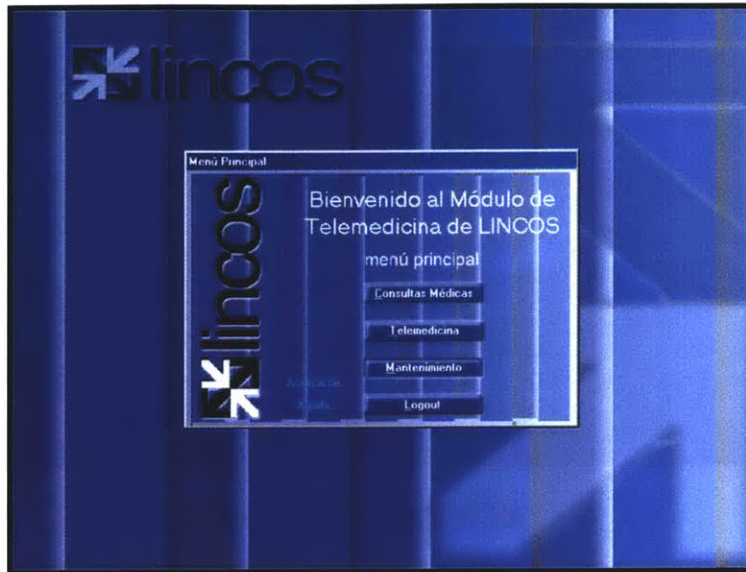 lincos
Menú Principal
lincos
Bienvenido al Módulo de
Telemedicina de LINCOS
menú principal
Consultas Médicas
Telemedicina
Mantenimiento
Logout